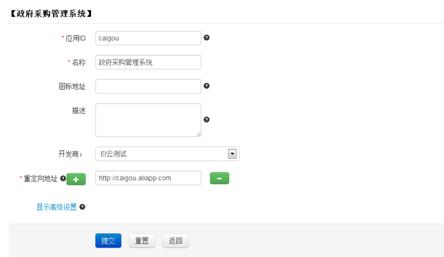 【政府采购管理系统】
* 应用ID caigou
* 名称 政府采购管理系统
图标地址
描述
开发商： EI云测试
* 重定向地址 http://caigou.aliapp.com
显示高级设置
提交 重置 返回